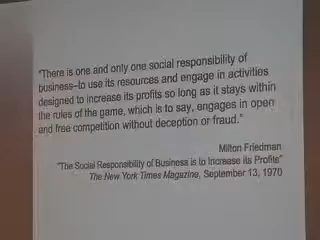 "There is one and only one social responsibility of
business–to use its resources and engage in activities
designed to increase its profits so long as it stays within
the rules of the game, which is to say, engages in open
and free competition without deception or fraud."
Milton Friedman
"The Social Responsibility of Business is to Increase its Profits"
The New York Times Magazine, September 13, 1970